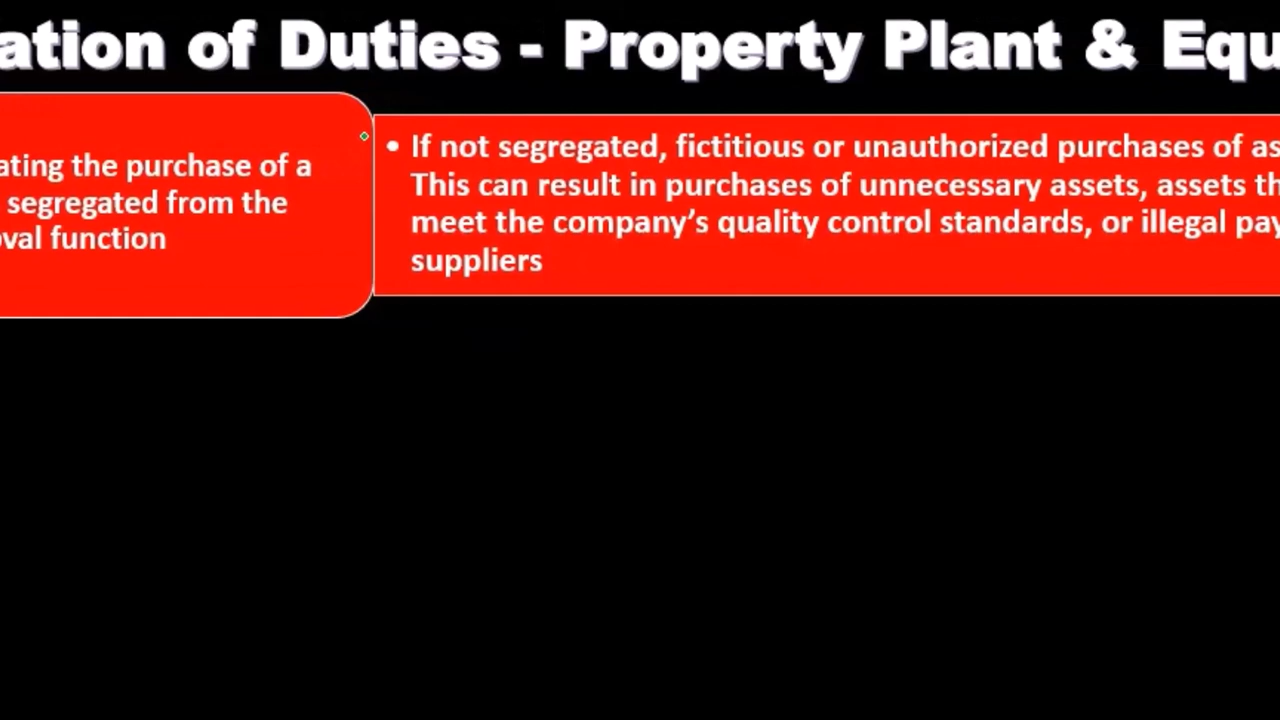 ation of Duties - Property Plant & Equ
ating the purchase of a
segregated from the
oval function
• If not segregated, fictitious or unauthorized purchases of as
This can result in purchases of unnecessary assets, assets th
meet the company's quality control standards, or illegal pay
suppliers